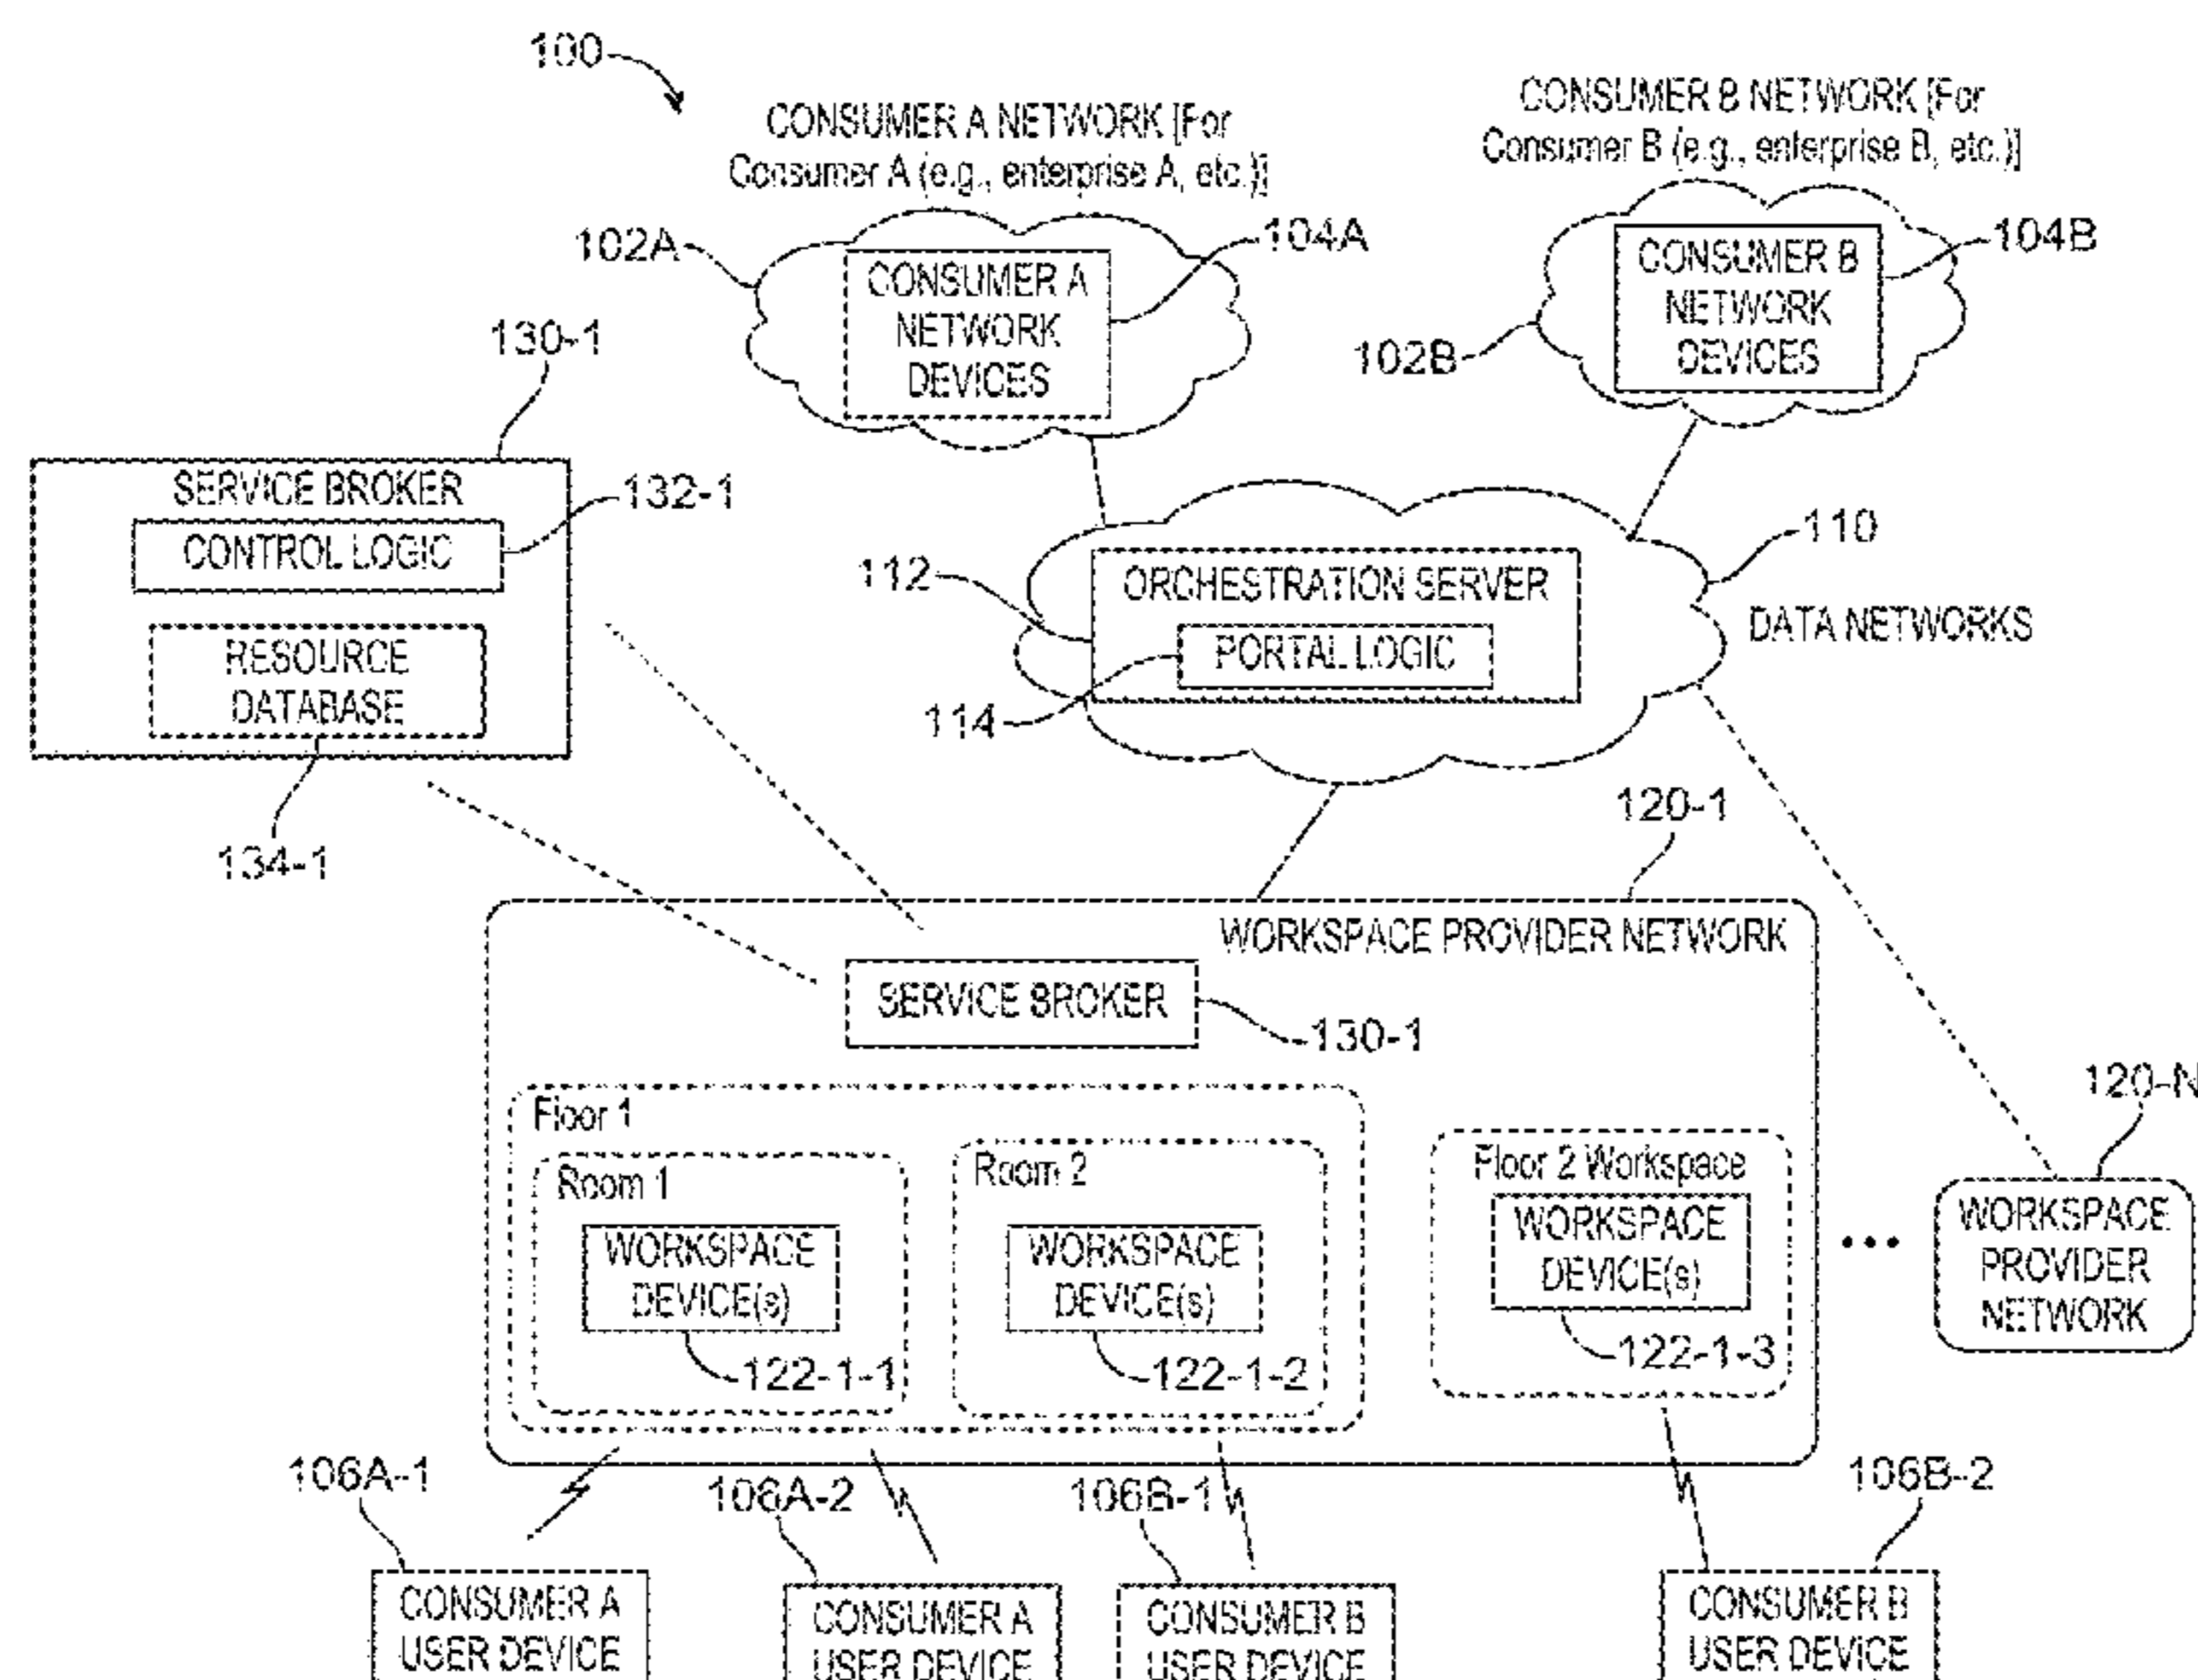 100
CONSUMER A NETWORK [For
Consumer A (e.g., enterprise A, etc.)]
CONSUMER B NETWORK [For
Consumer B (e.g., enterprise B, etc.)]
102A
CONSUMER A
NETWORK
DEVICES
104A
102B
CONSUMER B
NETWORK
DEVICES
104B
130-1
SERVICE BROKER
CONTROL LOGIC
132-1
RESOURCE
DATABASE
134-1
112
ORCHESTRATION SERVER
PORTAL LOGIC
114
110
DATA NETWORKS
120-1
WORKSPACE PROVIDER NETWORK
SERVICE BROKER
130-1
Floor 1
Room 1
WORKSPACE
DEVICE(s)
122-1-1
Room 2
WORKSPACE
DEVICE(s)
122-1-2
Floor 2 Workspace
WORKSPACE
DEVICE(s)
122-1-3
120-N
WORKSPACE
PROVIDER
NETWORK
106A-1
CONSUMER A
USER DEVICE
106A-2
CONSUMER A
USER DEVICE
106B-1
CONSUMER B
USER DEVICE
106B-2
CONSUMER B
USER DEVICE